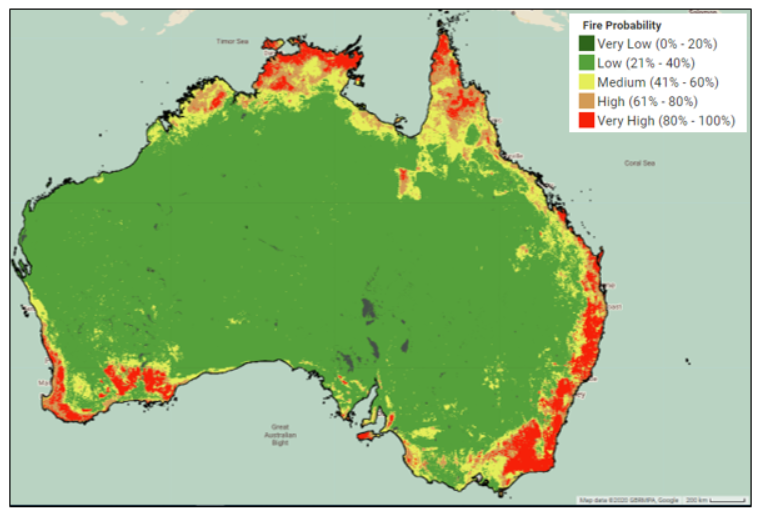 Fire Probability
Very Low (0% - 20%)
Low (21% - 40%)
Medium (41% - 60%)
High (61% - 80%)
Very High (80% - 100%)
Timor Sea
Coral Sea
Great
Australian
Bight
Map data ©2020 GBRMPA, Google
200 km